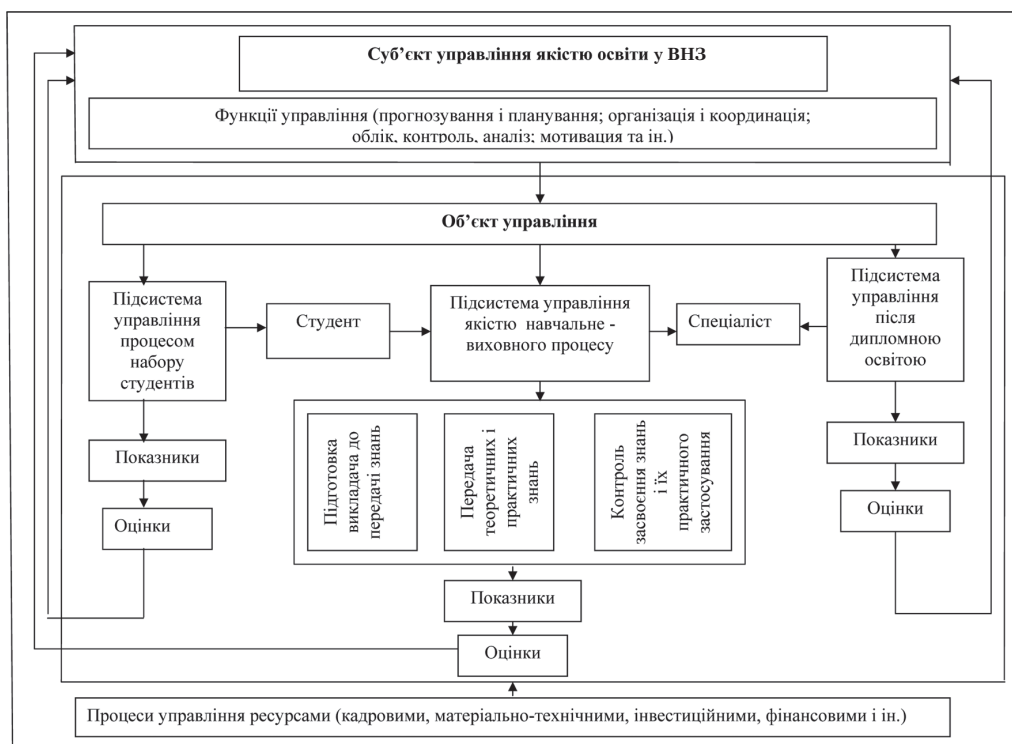 Суб’єкт управління якістю освіти у ВНЗ
Функції управління (прогнозування і планування; організація і координація;
облік, контроль, аналіз; мотивация та ін.)
Об’єкт управління
Підсистема
управління
процесом
набору
студентів
Студент
Підсистема управління
якістю навчальне -
виховного процесу
Спеціаліст
Підсистема
управління
після
дипломною
освітою
Показники
Оцінки
Підготовка
викладача до
передачі знань
Передача
теоретичних і
практичних
знань
Контроль
засвоєння знань
і їх
практичного
застосування
Показники
Оцінки
Показники
Оцінки
Процеси управління ресурсами (кадровими, матеріально-технічними, інвестиційними, фінансовими і ін.)